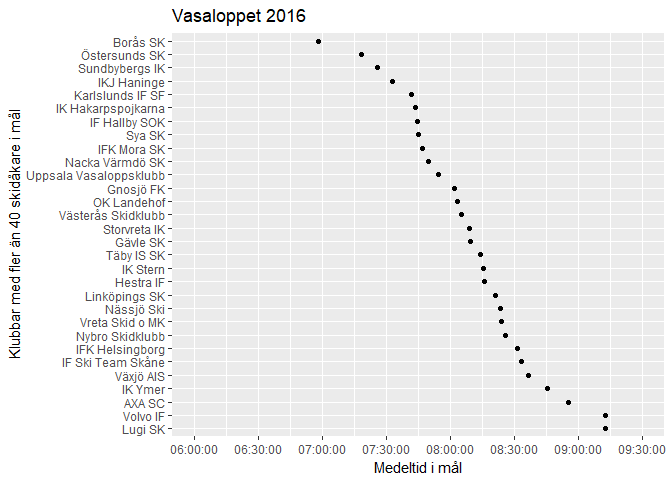 Vasaloppet 2016
Klubbar med fler än 40 skidåkare i mål
Borås SK
Östersunds SK
Sundbybergs IK
IKJ Haninge
Karlslunds IF SF
IK Hakarpspojkarna
IF Hallby SOK
Sya SK
IFK Mora SK
Nacka Värmdö SK
Uppsala Vasaloppsklubb
Gnosjö FK
OK Landehof
Västerås Skidklubb
Storvreta IK
Gävle SK
Täby IS SK
IK Stern
Hestra IF
Linköpings SK
Nässjö Ski
Vreta Skid o MK
Nybro Skidklubb
IFK Helsingborg
IF Ski Team Skåne
Växjö AIS
IK Ymer
AXA SC
Volvo IF
Lugi SK
06:00:00 06:30:00 07:00:00 07:30:00 08:00:00 08:30:00 09:00:00 09:30:00
Medeltid i mål